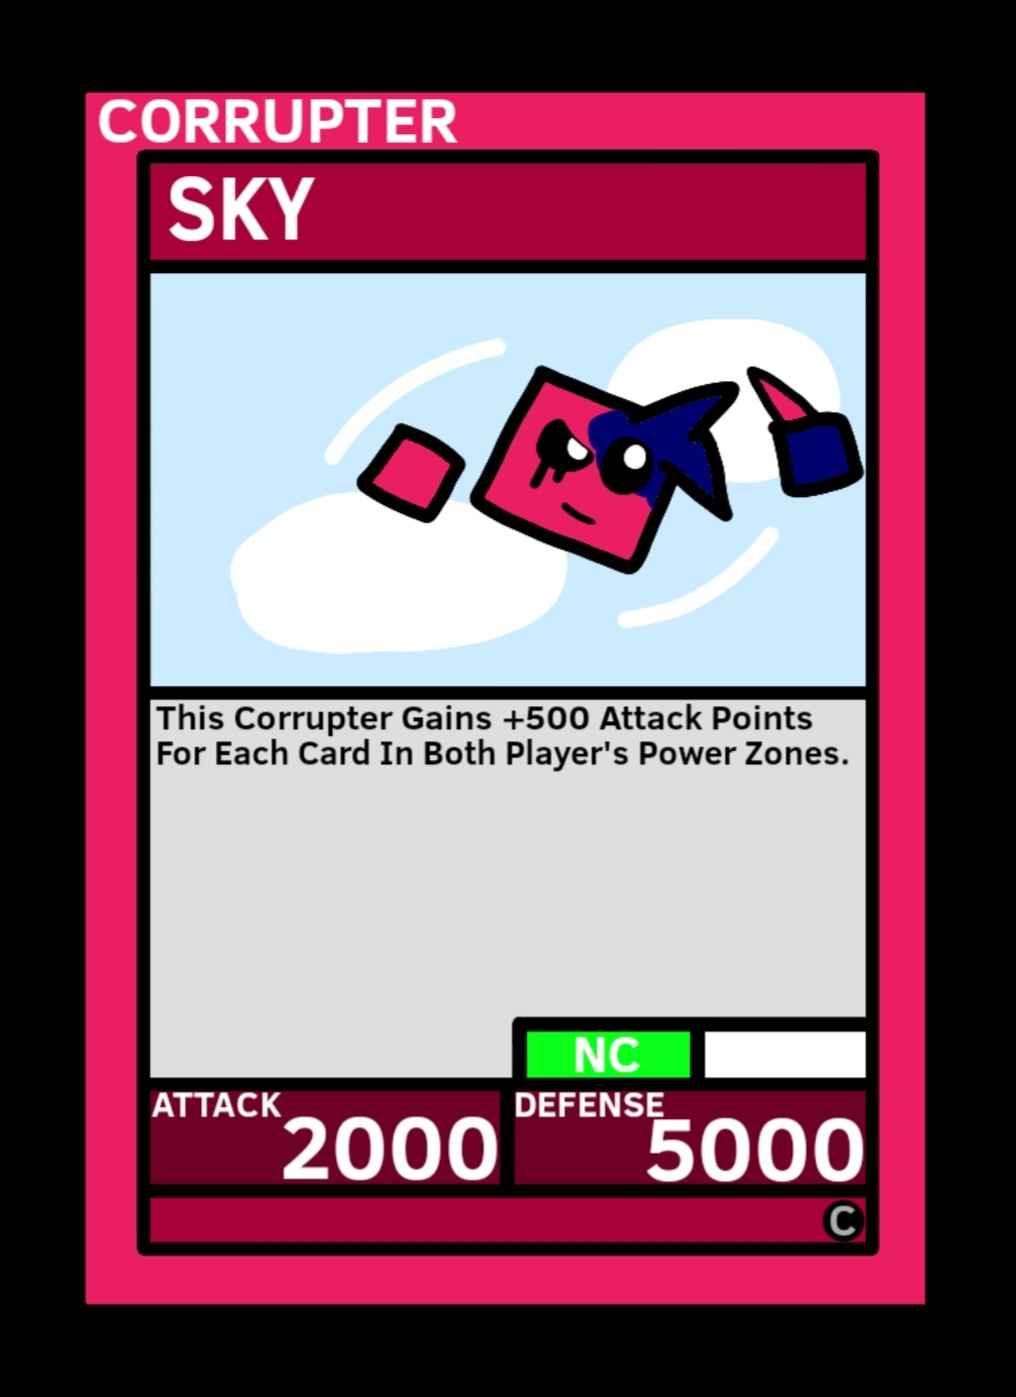 CORRUPTER
SKY
This Corrupter Gains +500 Attack Points
For Each Card In Both Player's Power Zones.
NC
ATTACK
2000
DEFENSE
5000
C